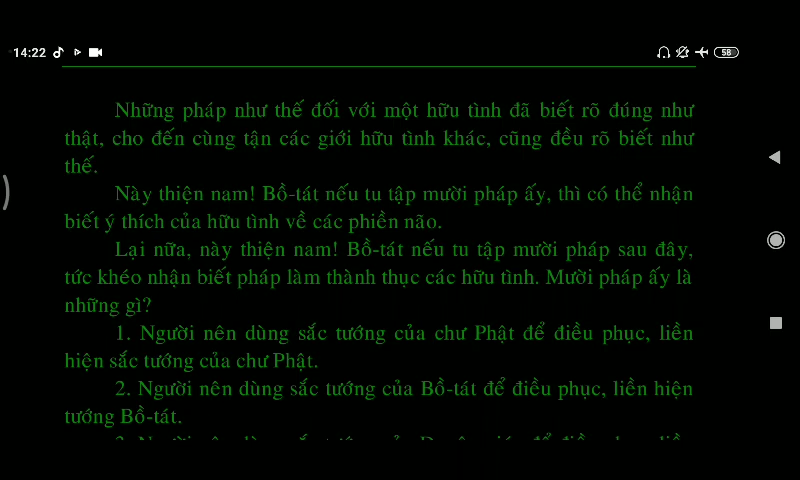 14:22
58
Những pháp như thế đối với một hữu tình đã biết rõ đúng như
thật, cho đến cùng tận các giới hữu tình khác, cũng đều rõ biết như
thế.
Này thiện nam! Bồ-tát nếu tu tập mười pháp ấy, thì có thể nhận
biết ý thích của hữu tình về các phiền não.
Lại nữa, này thiện nam! Bồ-tát nếu tu tập mười pháp sau đây,
tức khéo nhận biết pháp làm thành thục các hữu tình. Mười pháp ấy là
những gì?
1. Người nên dùng sắc tướng của chư Phật để điều phục, liền
hiện sắc tướng của chư Phật.
2. Người nên dùng sắc tướng của Bồ-tát để điều phục, liền hiện
tướng Bồ-tát.